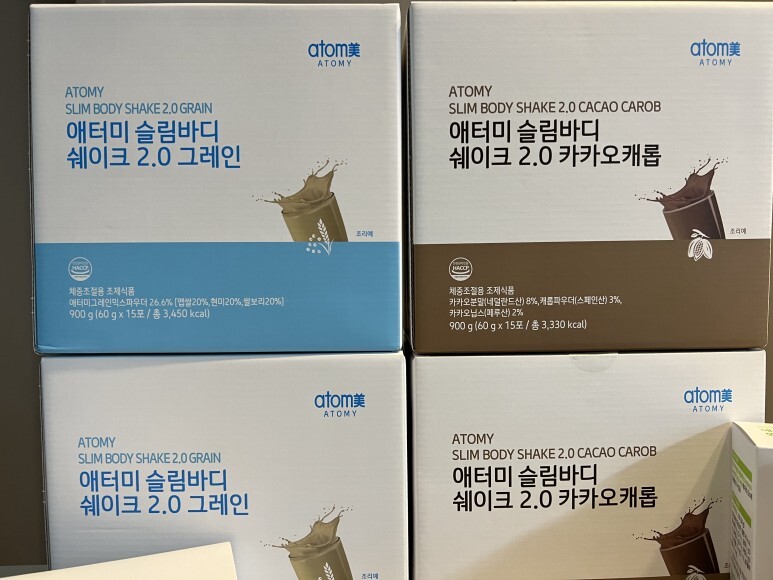 atom美
ATOMY
ATOMY
SLIM BODY SHAKE 2.0 GRAIN
애터미 슬림바디
쉐이크 2.0 그레인
조리예
HACCP
체중조절용 조제식품
애터미그레인믹스파우더 26.6% [맵쌀20%,현미20%,쌀보리20%]
900 g (60 g x 15포 / 총 3,450 kcal)
atom美
ATOMY
ATOMY
SLIM BODY SHAKE 2.0 CACAO CAROB
애터미 슬림바디
쉐이크 2.0 카카오캐롭
조리예
HACCP
체중조절용 조제식품
카카오분말(네덜란드산) 8%,캐롭파우더(스페인산) 3%,
카카오닙스(페루산) 2%
900 g (60 g x 15포 / 총 3,330 kcal)
atom美
ATOMY
ATOMY
SLIM BODY SHAKE 2.0 GRAIN
애터미 슬림바디
쉐이크 2.0 그레인
조리예
atom美
ATOMY
ATOMY
SLIM BODY SHAKE 2.0 CACAO CAROB
애터미 슬림바디
쉐이크 2.0 카카오캐롭
조리예